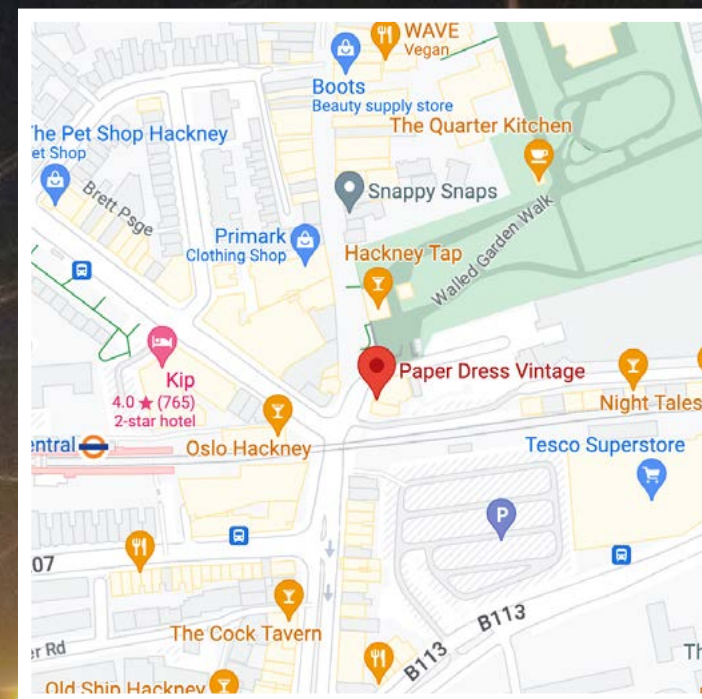 WAVE
Vegan
Boots
Beauty supply store
The Quarter Kitchen
The Pet Shop Hackney
et Shop
Brett Psge
Snappy Snaps
Primark
Clothing Shop
Hackney Tap
Walled Garden Walk
Kip
4.0 ★ (765)
2-star hotel
Paper Dress Vintage
Night Tales
entral
Oslo Hackney
Tesco Superstore
P
07
B113
B113
The Cock Tavern
er Rd
Th
Old Ship Hackney